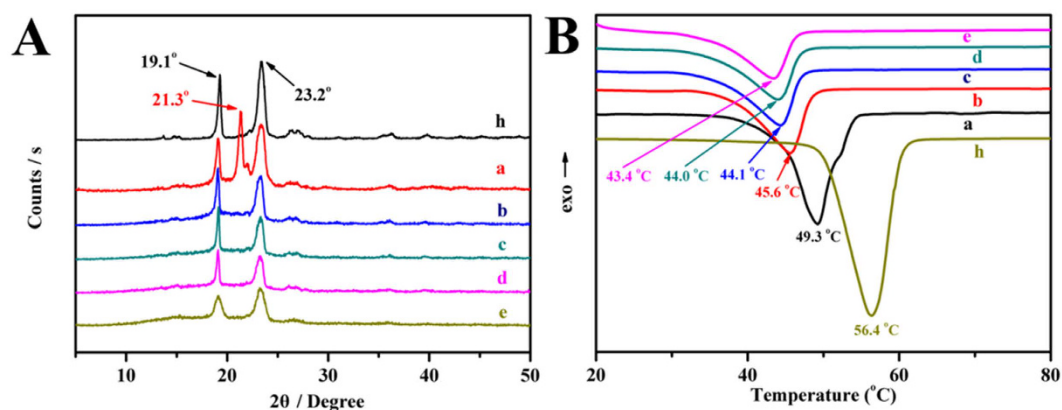 A
19.1°
21.3°
23.2°
h
a
b
c
d
e
Counts / s
10 20 30 40 50
2θ / Degree
B
e
d
c
b
a
h
exo →
43.4 °C
44.0 °C
44.1 °C
45.6 °C
49.3 °C
56.4 °C
20 40 60 80
Temperature (°C)